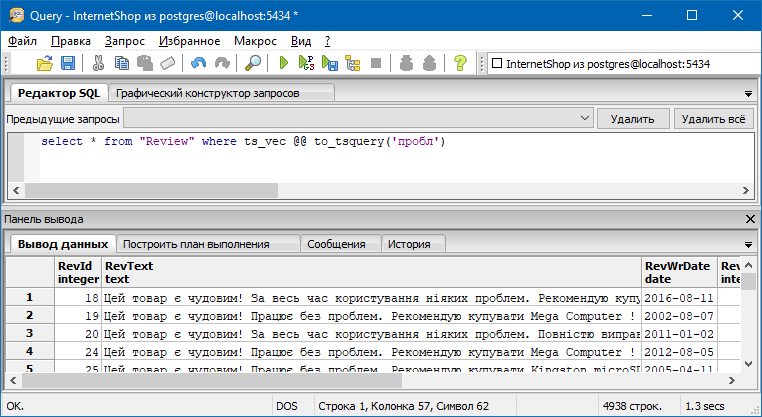 Query - InternetShop из postgres@localhost:5434 *
Файл Правка Запрос Избранное Макрос Вид ?
InternetShop из postgres@localhost:5434
Редактор SQL Графический конструктор запросов
Предыдущие запросы Удалить Удалить всё
select * from "Review" where ts_vec @@ to_tsquery('пробл')
Панель вывода
Вывод данных Построить план выполнения Сообщения История
RevId RevText RevWrDate Rev
integer text date inte
1 18 Цей товар є чудовим! За весь час користування ніяких проблем. Рекомендую купу 2016-08-11
2 19 Цей товар є чудовим! Працює без проблем. Рекомендую купувати Mega Computer ! 2002-08-07
3 20 Цей товар є чудовим! За весь час користування ніяких проблем. Повністю виправ 2011-01-02
4 24 Цей товар є чудовим! Працює без проблем. Рекомендую купувати Mega Computer ! 2012-08-05
5 25 Цей товар є чудовим! Працює без проблем. Рекомендую купувати Kingston microSD 2005-04-11
OK. DOS Строка 1, Колонка 57, Символ 62 4938 строк. 1.3 secs